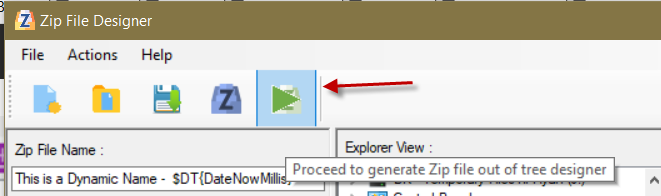 Zip File Designer
File Actions Help
Zip File Name :
Explorer View :
This is a Dynamic Name - $DT{DateNowMillis}
Proceed to generate Zip file out of tree designer